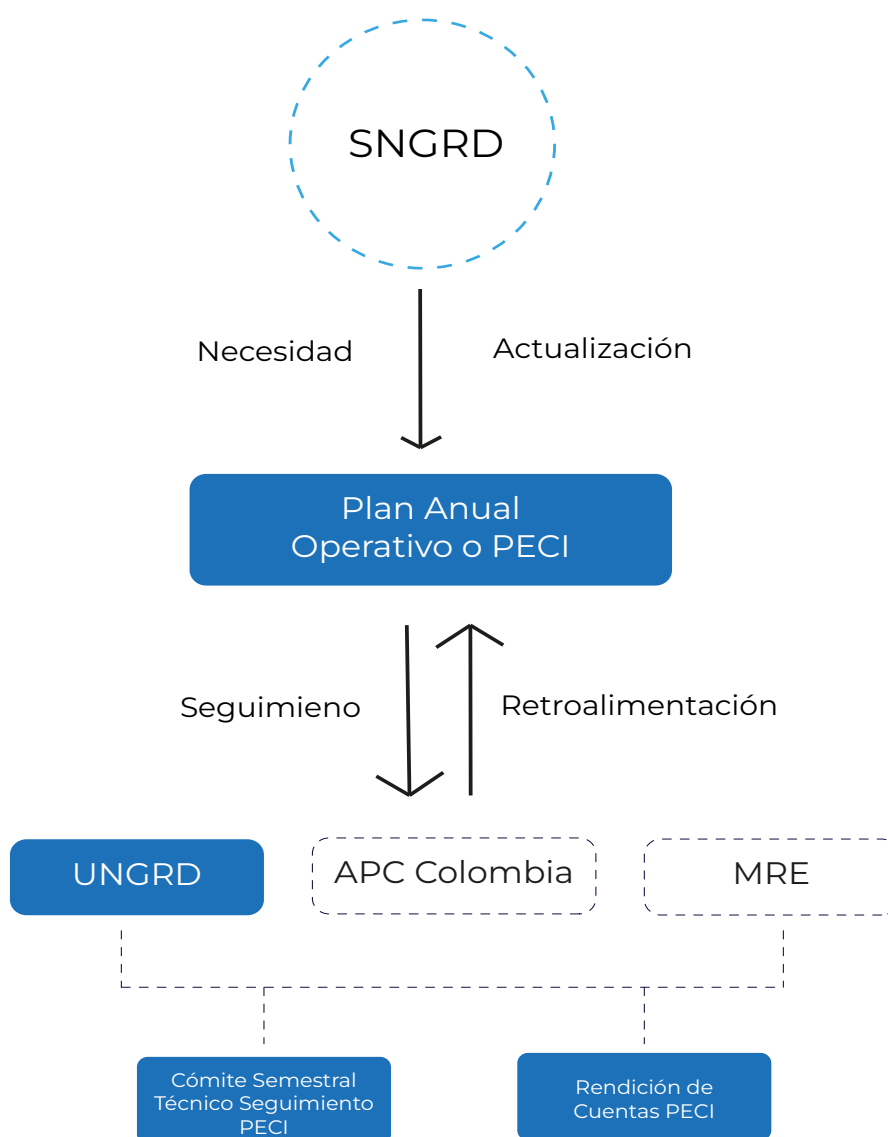 SNGRD
Necesidad
Actualización
Plan Anual
Operativo o PECI
Seguimieno
Retroalimentación
UNGRD
APC Colombia
MRE
Cómite Semestral
Técnico Seguimiento
PECI
Rendición de
Cuentas PECI